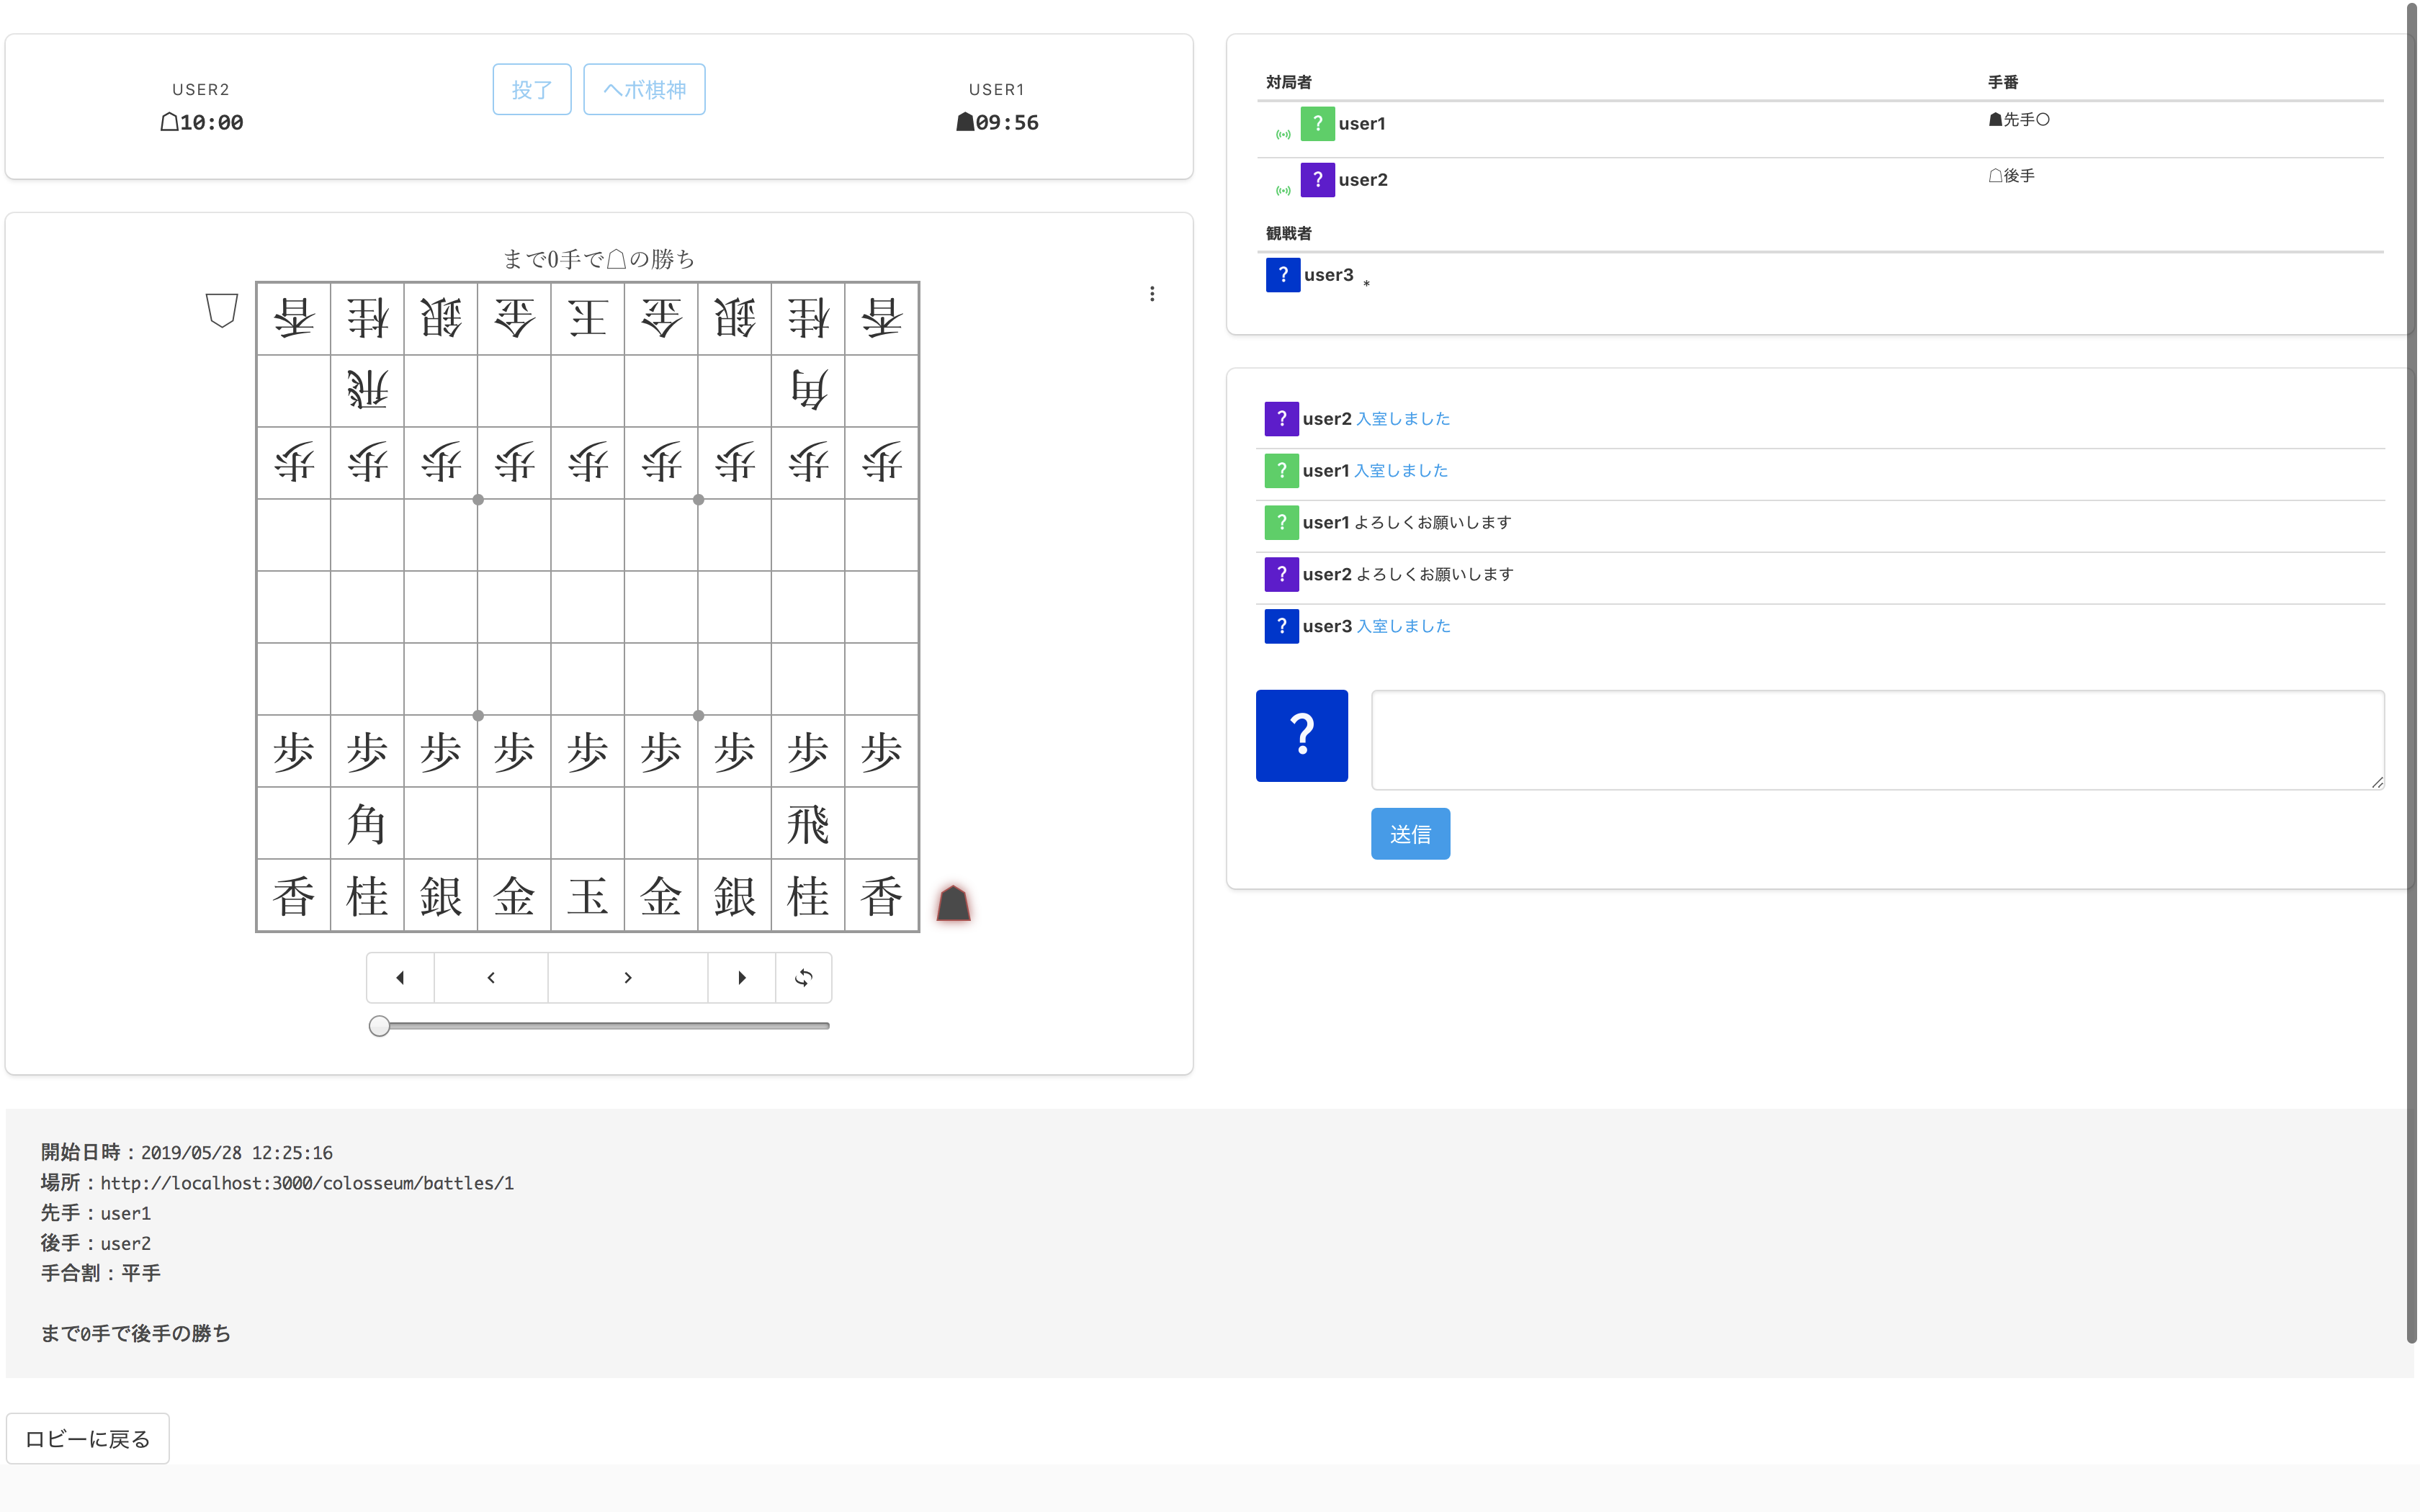 USER2
☖10:00
投了
ヘボ棋神
USER1
☗09:56
まで0手で☖の勝ち
香桂銀金王金銀桂香
飛角
歩歩歩歩歩歩歩歩歩
歩歩歩歩歩歩歩歩歩
角飛
香桂銀金玉金銀桂香
開始日時：2019/05/28 12:25:16
場所：http://localhost:3000/colosseum/battles/1
先手：user1
後手：user2
手合割：平手
まで0手で後手の勝ち
ロビーに戻る
対局者 手番
? user1 ☗先手○
? user2 ☖後手
観戦者
? user3 *
? user2 入室しました
? user1 入室しました
? user1 よろしくお願いします
? user2 よろしくお願いします
? user3 入室しました
?
送信